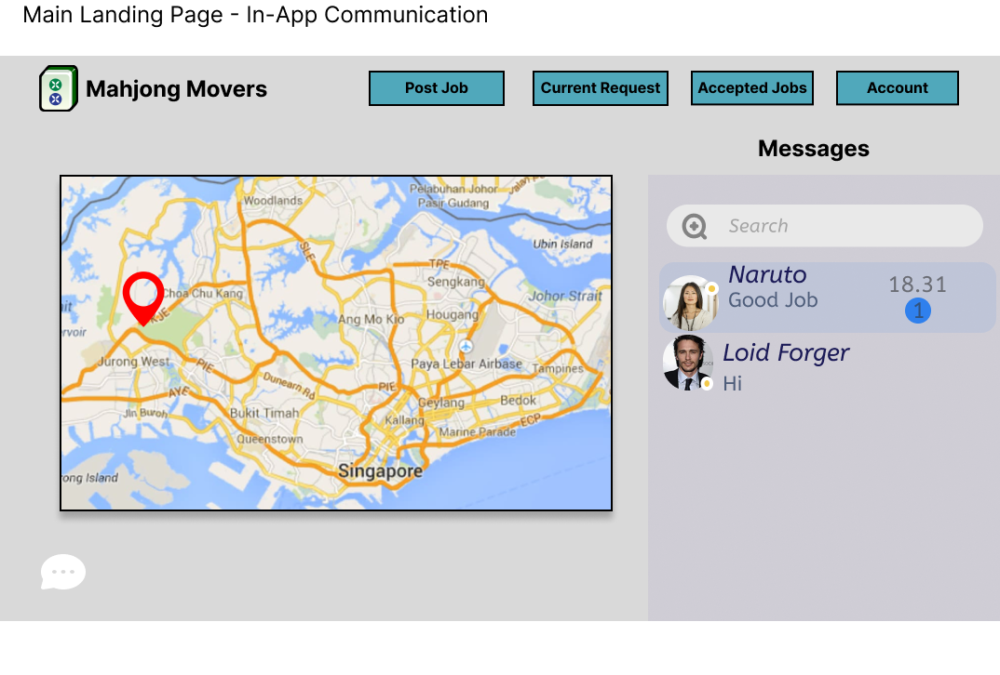 Main Landing Page - In-App Communication
Mahjong Movers
Post Job
Current Request
Accepted Jobs
Account
Messages
Woodlands
Pelabuhan Johor
Pasir Gudang
SLE
Ubin Island
TPE
Sengkang
Johor Strait
Choa Chu Kang
KJE
Ang Mo Kio
Hougang
rvoir
Jurong West
PIE
Paya Lebar Airbase
Tampines
Dunearn Rd
PIE
AYE
Jln Buroh
Bukit Timah
Geylang
Bedok
Kallang
ECP
Marine Parade
Queenstown
Singapore
ong Island
Search
Naruto
18.31
Good Job
1
Loid Forger
Hi